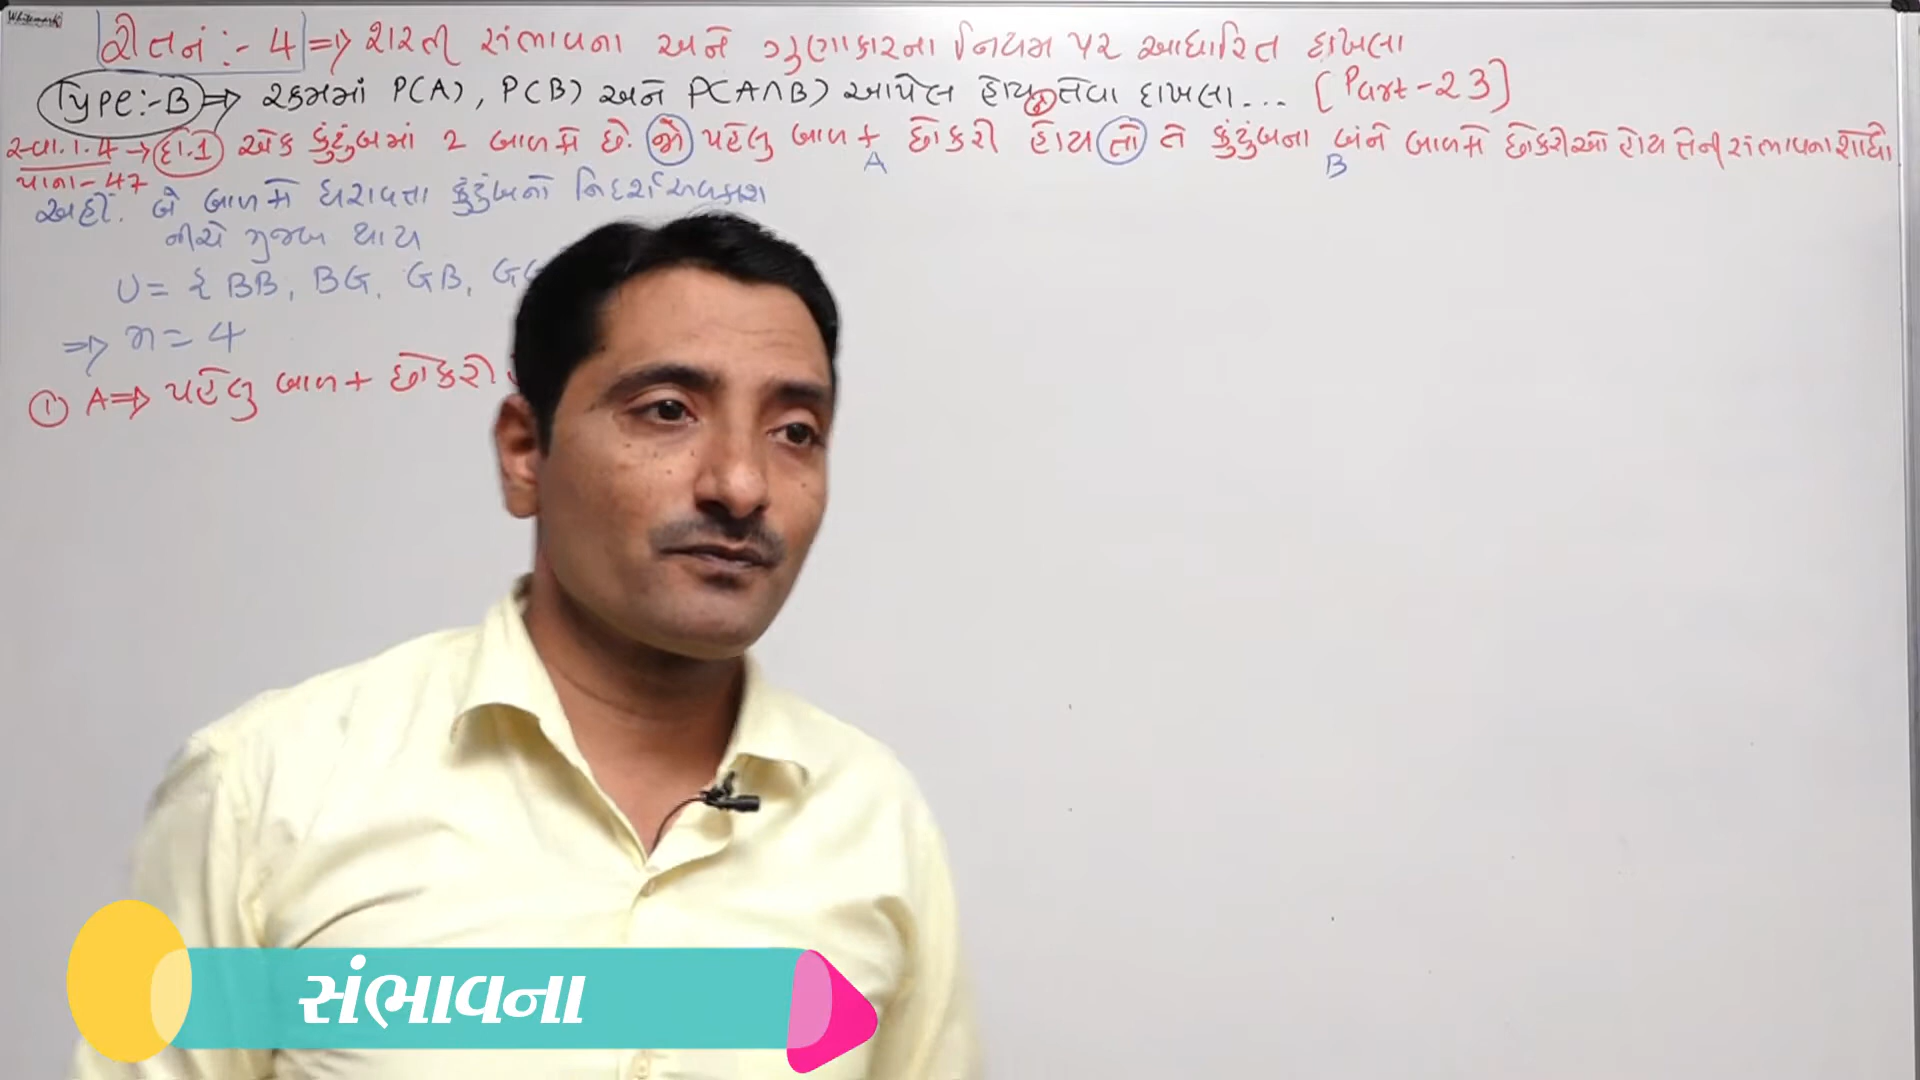 Whitemark
રીત નં:- 4 => શરતી સંભાવના અને ગુણાકારના નિયમ પર આધારિત દાખલા
Type:-B => રકમમાં P(A), P(B) અને P(A∩B) આપેલ હોય તેવા દાખલા... [Part-23]
સ્વા.1.4 → દા.1 એક કુંટુંબમાં 2 બાળકો છે. જો પહેલુ બાળક છોકરી હોય તો તે કુંટુંબના બંને બાળકો છોકરીઓ હોય તેની સંભાવના શોધો
A B
પાના-47
અહીં. બે બાળકો ધરાવતા કુંટુંબનો નિદર્શાવકાશ
નીચે મુજબ થાય
U = { BB, BG, GB, G
=> n = 4
① A => પહેલુ બાળક છોકરી
સંભાવના